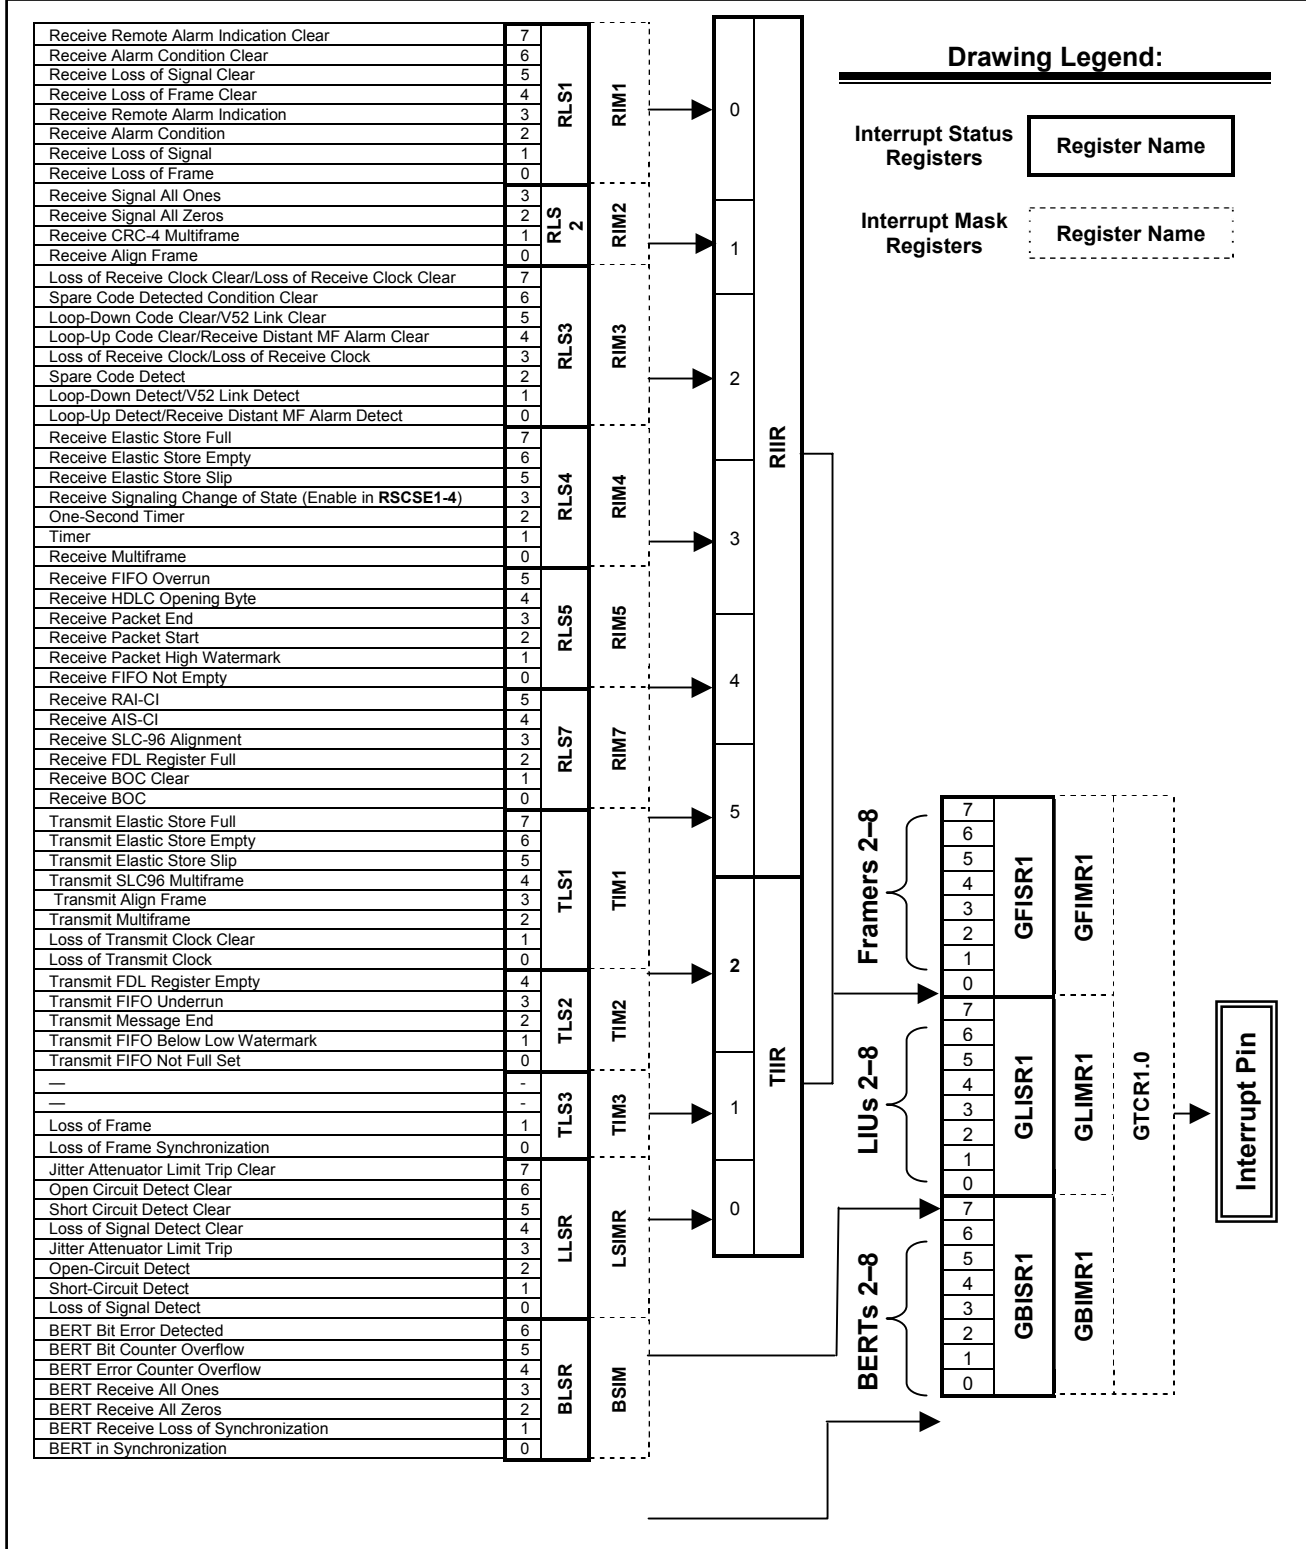 Receive Remote Alarm Indication Clear 7
Receive Alarm Condition Clear 6
Receive Loss of Signal Clear 5
Receive Loss of Frame Clear 4
Receive Remote Alarm Indication 3
Receive Alarm Condition 2
Receive Loss of Signal 1
Receive Loss of Frame 0
RLS1
RIM1
Receive Signal All Ones 3
Receive Signal All Zeros 2
Receive CRC-4 Multiframe 1
Receive Align Frame 0
RLS
2
RIM2
Loss of Receive Clock Clear/Loss of Receive Clock Clear 7
Spare Code Detected Condition Clear 6
Loop-Down Code Clear/V52 Link Clear 5
Loop-Up Code Clear/Receive Distant MF Alarm Clear 4
Loss of Receive Clock/Loss of Receive Clock 3
Spare Code Detect 2
Loop-Down Detect/V52 Link Detect 1
Loop-Up Detect/Receive Distant MF Alarm Detect 0
RLS3
RIM3
Receive Elastic Store Full 7
Receive Elastic Store Empty 6
Receive Elastic Store Slip 5
Receive Signaling Change of State (Enable in RSCSE1-4) 3
One-Second Timer 2
Timer 1
Receive Multiframe 0
RLS4
RIM4
Receive FIFO Overrun 5
Receive HDLC Opening Byte 4
Receive Packet End 3
Receive Packet Start 2
Receive Packet High Watermark 1
Receive FIFO Not Empty 0
RLS5
RIM5
Receive RAI-CI 5
Receive AIS-CI 4
Receive SLC-96 Alignment 3
Receive FDL Register Full 2
Receive BOC Clear 1
Receive BOC 0
RLS7
RIM7
Transmit Elastic Store Full 7
Transmit Elastic Store Empty 6
Transmit Elastic Store Slip 5
Transmit SLC96 Multiframe 4
Transmit Align Frame 3
Transmit Multiframe 2
Loss of Transmit Clock Clear 1
Loss of Transmit Clock 0
TLS1
TIM1
Transmit FDL Register Empty 4
Transmit FIFO Underrun 3
Transmit Message End 2
Transmit FIFO Below Low Watermark 1
Transmit FIFO Not Full Set 0
TLS2
TIM2
— -
— -
Loss of Frame 1
Loss of Frame Synchronization 0
TLS3
TIM3
Jitter Attenuator Limit Trip Clear 7
Open Circuit Detect Clear 6
Short Circuit Detect Clear 5
Loss of Signal Detect Clear 4
Jitter Attenuator Limit Trip 3
Open-Circuit Detect 2
Short-Circuit Detect 1
Loss of Signal Detect 0
LLSR
LSIMR
BERT Bit Error Detected 6
BERT Bit Counter Overflow 5
BERT Error Counter Overflow 4
BERT Receive All Ones 3
BERT Receive All Zeros 2
BERT Receive Loss of Synchronization 1
BERT in Synchronization 0
BLSR
BSIM
0
1
2
3
4
5
RIIR
2
1
0
TIIR
Drawing Legend:
Interrupt Status
Registers
Register Name
Interrupt Mask
Registers
Register Name
Framers 2–8
7
6
5
4
3
2
1
0
GFISR1
GFIMR1
LIUs 2–8
7
6
5
4
3
2
1
0
GLISR1
GLIMR1
BERTs 2–8
7
6
5
4
3
2
1
0
GBISR1
GBIMR1
GTCR1.0
Interrupt Pin